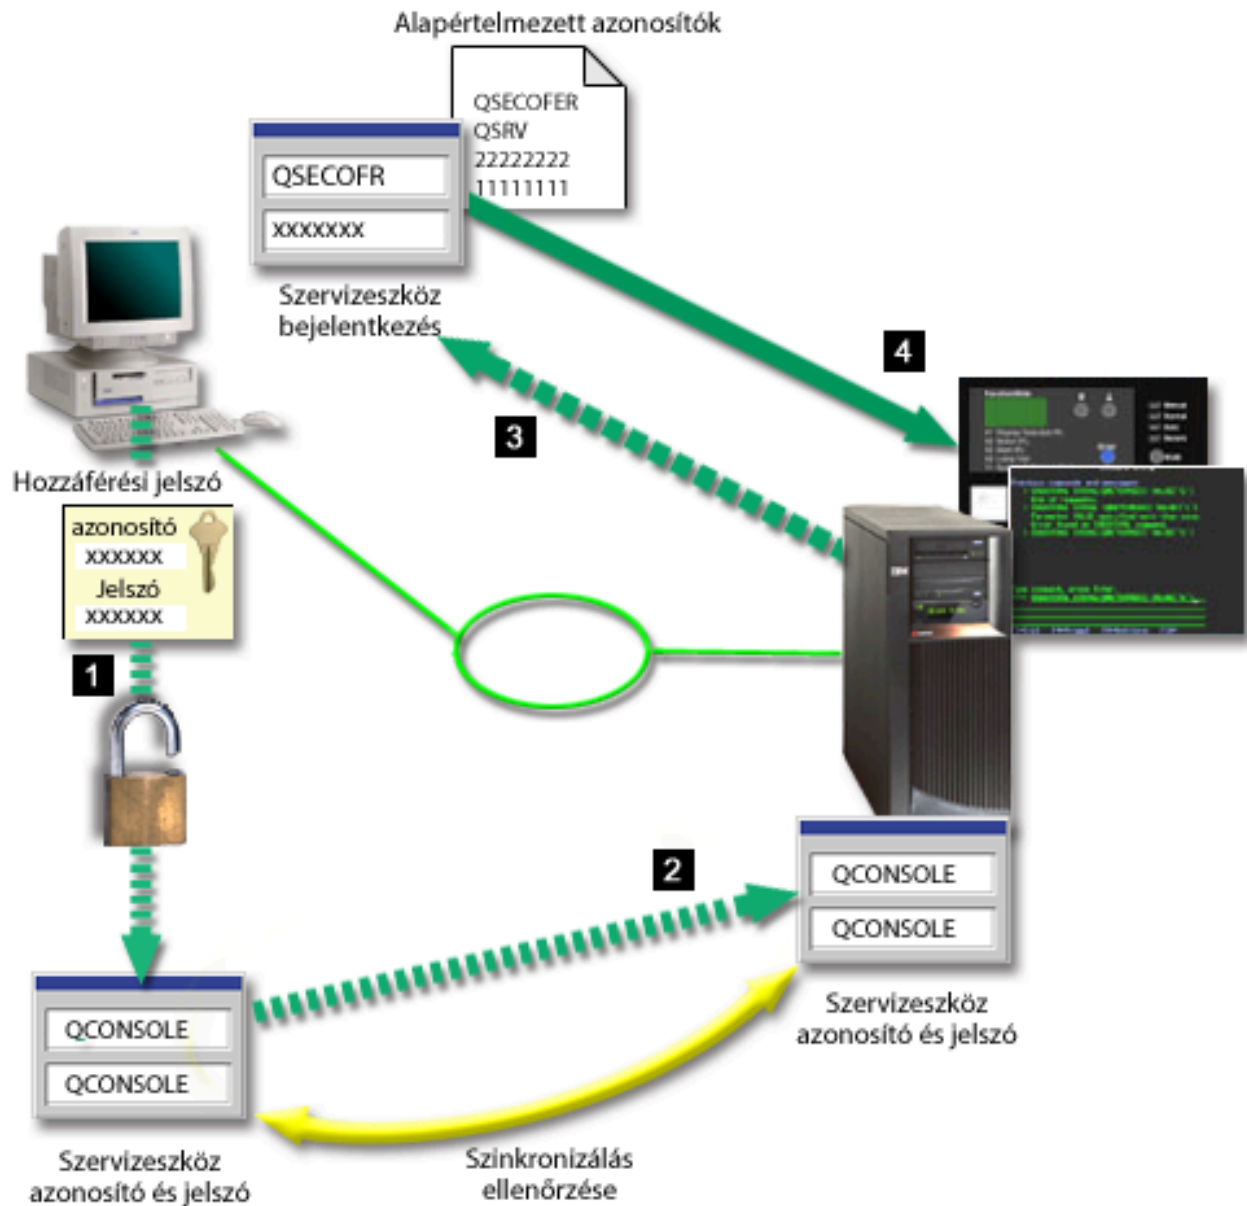 Alapértelmezett azonosítók
QSECOFER
QSRV
22222222
11111111
QSECOFR
xxxxxxx
Szervizeszköz
bejelentkezés
4
3
Hozzáférési jelszó
azonosító
xxxxxx
Jelszó
xxxxxx
1
IBM
2
QCONSOLE
QCONSOLE
Szervizeszköz
azonosító és jelszó
QCONSOLE
QCONSOLE
Szervizeszköz
azonosító és jelszó
Szinkronizálás
ellenőrzése